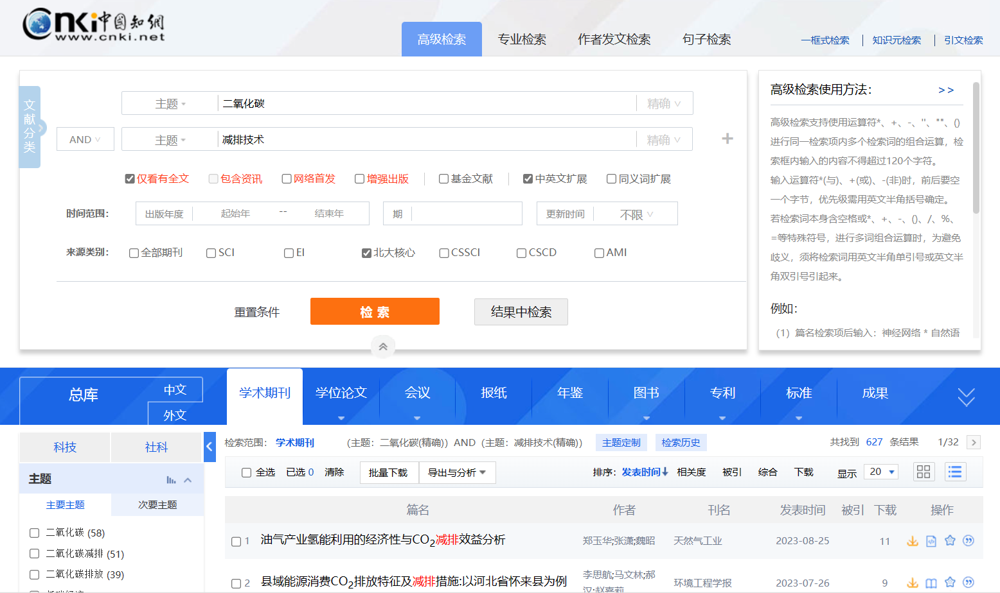 中国知网
www.cnki.net
高级检索 专业检索 作者发文检索 句子检索
一框式检索 | 知识元检索 | 引文检索
文献分类
主题 二氧化碳 精确
AND 主题 减排技术 精确
仅看有全文 包含资讯 网络首发 增强出版 基金文献 中英文扩展 同义词扩展
时间范围: 出版年度 起始年 -- 结束年 期 更新时间 不限
来源类别: 全部期刊 SCI EI 北大核心 CSSCI CSCD AMI
重置条件 检索 结果中检索
高级检索使用方法: >>
高级检索支持使用运算符*、+、-、''、""、()
进行同一检索项内多个检索词的组合运算，检
索框内输入的内容不得超过120个字符。
输入运算符*(与)、+(或)、-(非)时，前后要空
一个字节，优先级需用英文半角括号确定。
若检索词本身含空格或*、+、-、()、/、%、
=等特殊符号，进行多词组合运算时，为避免
歧义，须将检索词用英文半角单引号或英文半
角双引号引起来。
例如:
（1）篇名检索项后输入：神经网络 * 自然语
总库 中文 外文
学术期刊 学位论文 会议 报纸 年鉴 图书 专利 标准 成果
科技 社科
主题
主要主题 次要主题
二氧化碳 (58)
二氧化碳减排 (51)
二氧化碳排放 (39)
检索范围: 学术期刊 （主题：二氧化碳(精确)）AND（主题：减排技术(精确)） 主题定制 检索历史 共找到 627 条结果 1/32 >
全选 已选 0 清除 批量下载 导出与分析 排序: 发表时间↓ 相关度 被引 综合 下载 显示 20
篇名 作者 刊名 发表时间 被引 下载 操作
1 油气产业氢能利用的经济性与CO2减排效益分析 郑玉华;张潇;魏昭 天然气工业 2023-08-25 11
2 县域能源消费CO2排放特征及减排措施:以河北省怀来县为例 李思航;马文林;郝 环境工程学报 2023-07-26 9